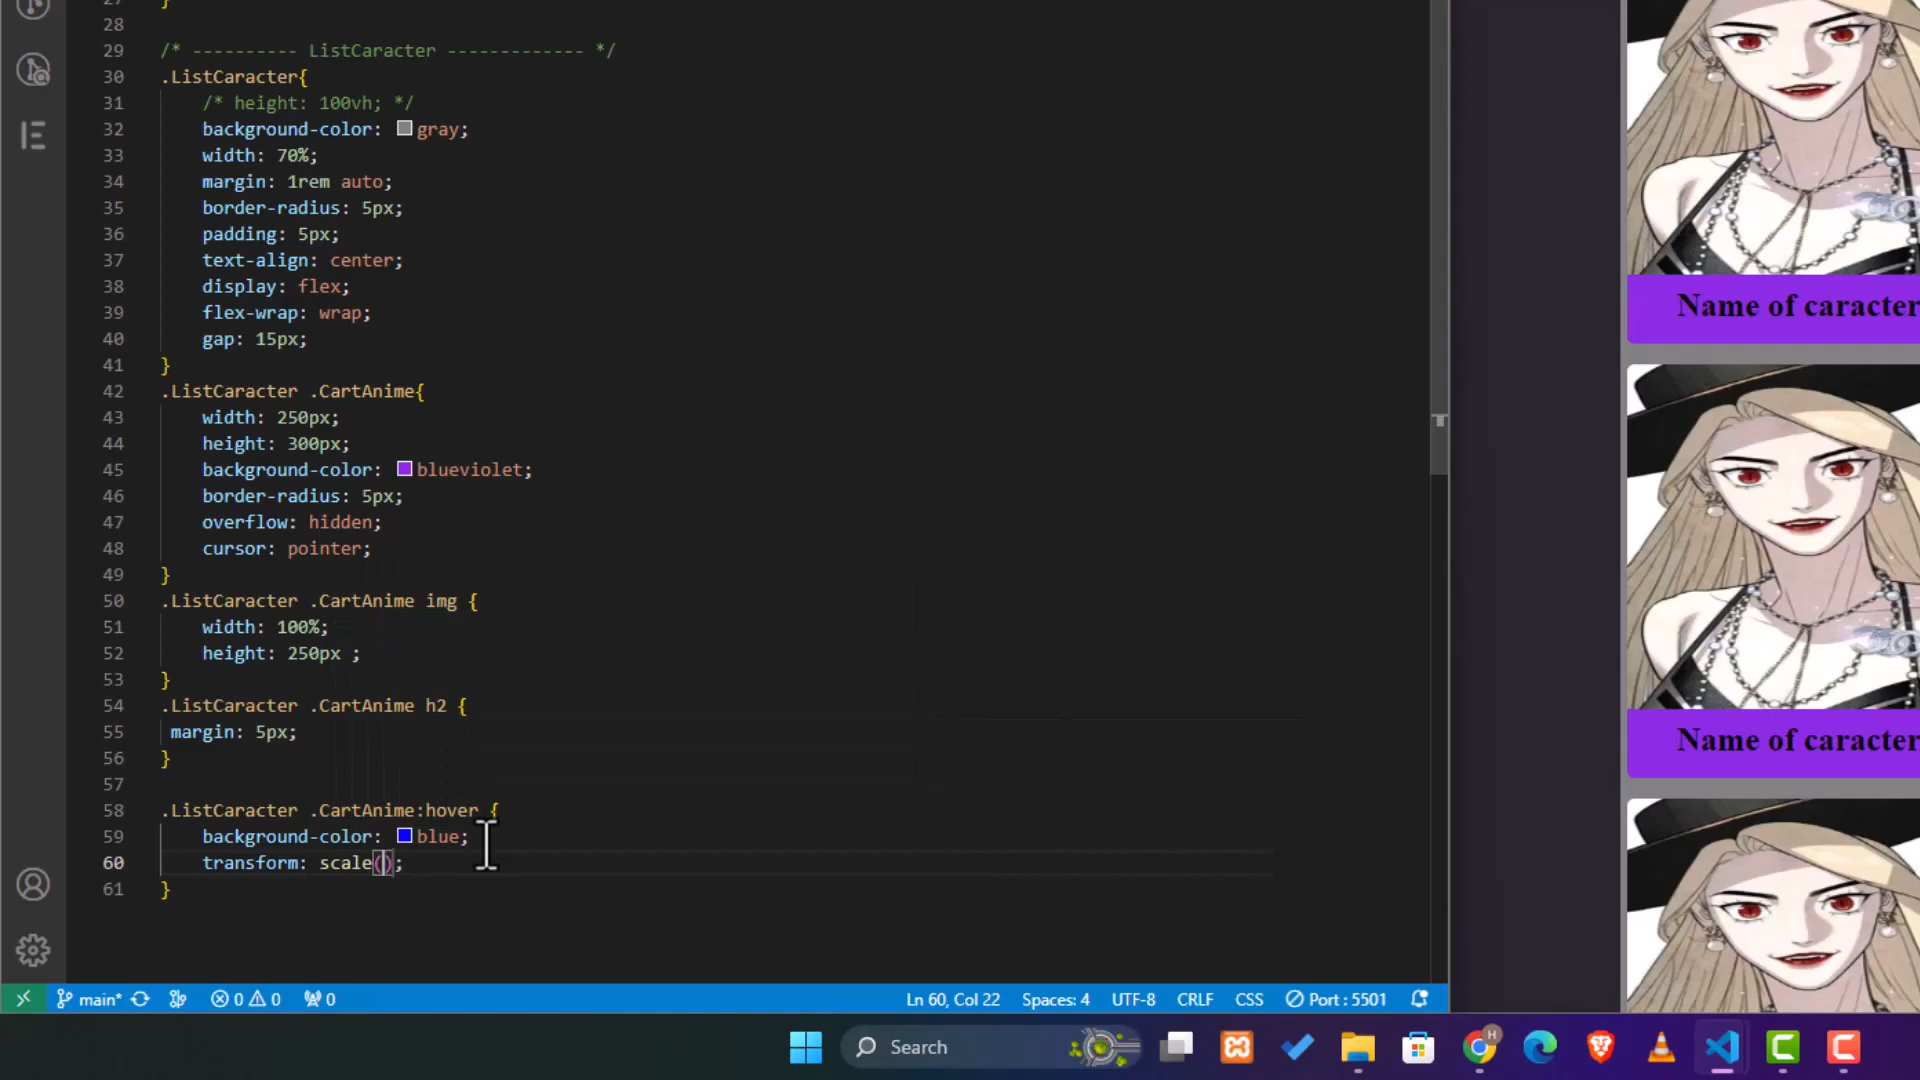 27 }
28
29 /* ---------- ListCaracter ------------- */
30 .ListCaracter{
31 /* height: 100vh; */
32 background-color: gray;
33 width: 70%;
34 margin: 1rem auto;
35 border-radius: 5px;
36 padding: 5px;
37 text-align: center;
38 display: flex;
39 flex-wrap: wrap;
40 gap: 15px;
41 }
42 .ListCaracter .CartAnime{
43 width: 250px;
44 height: 300px;
45 background-color: blueviolet;
46 border-radius: 5px;
47 overflow: hidden;
48 cursor: pointer;
49 }
50 .ListCaracter .CartAnime img {
51 width: 100%;
52 height: 250px ;
53 }
54 .ListCaracter .CartAnime h2 {
55 margin: 5px;
56 }
57
58 .ListCaracter .CartAnime:hover {
59 background-color: blue;
60 transform: scale();
61 }
Name of caracter
Name of caracter
main* 0 0 0 Ln 60, Col 22 Spaces: 4 UTF-8 CRLF CSS Port : 5501
Search
H